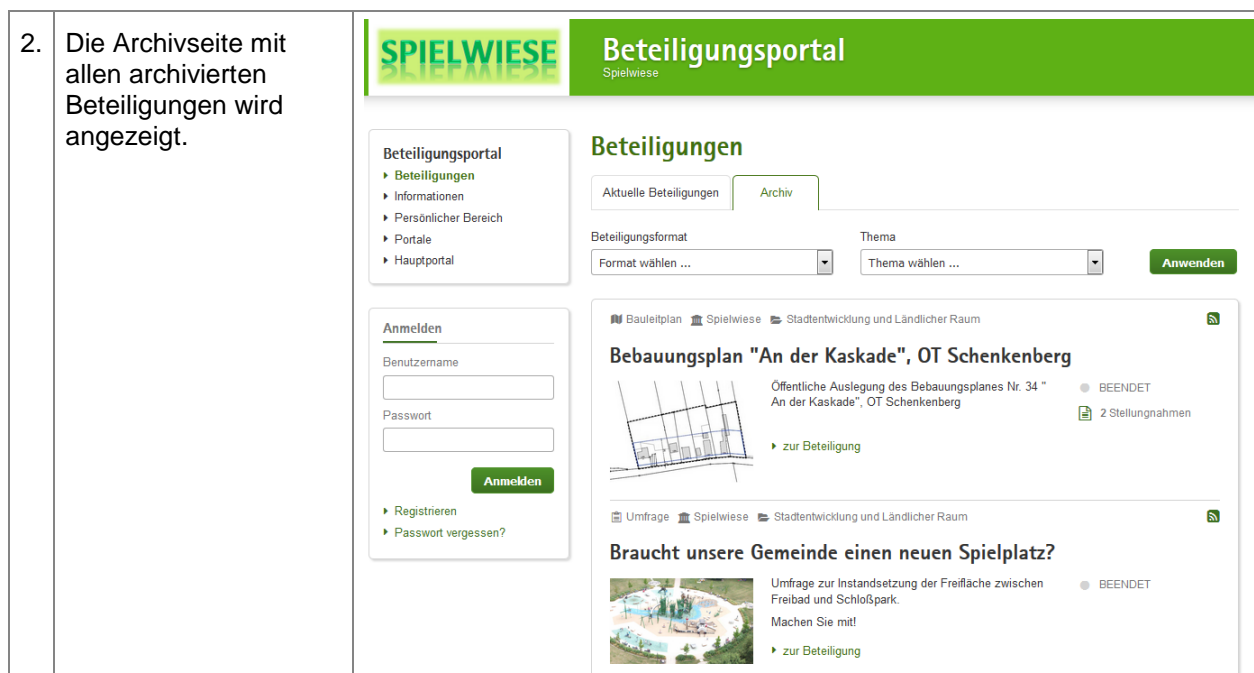 2.
Die Archivseite mit
allen archivierten
Beteiligungen wird
angezeigt.
SPIELWIESE
Beteiligungsportal
Spielwiese
Beteiligungsportal
Beteiligungen
Informationen
Persönlicher Bereich
Portale
Hauptportal
Anmelden
Benutzername
Passwort
Anmelden
Registrieren
Passwort vergessen?
Beteiligungen
Aktuelle Beteiligungen Archiv
Beteiligungsformat Thema
Format wählen ... Thema wählen ... Anwenden
Bauleitplan Spielwiese Stadtentwicklung und Ländlicher Raum
Bebauungsplan "An der Kaskade", OT Schenkenberg
Öffentliche Auslegung des Bebauungsplanes Nr. 34 "
An der Kaskade", OT Schenkenberg
BEENDET
2 Stellungnahmen
zur Beteiligung
Umfrage Spielwiese Stadtentwicklung und Ländlicher Raum
Braucht unsere Gemeinde einen neuen Spielplatz?
Umfrage zur Instandsetzung der Freifläche zwischen
Freibad und Schloßpark.
BEENDET
Machen Sie mit!
zur Beteiligung